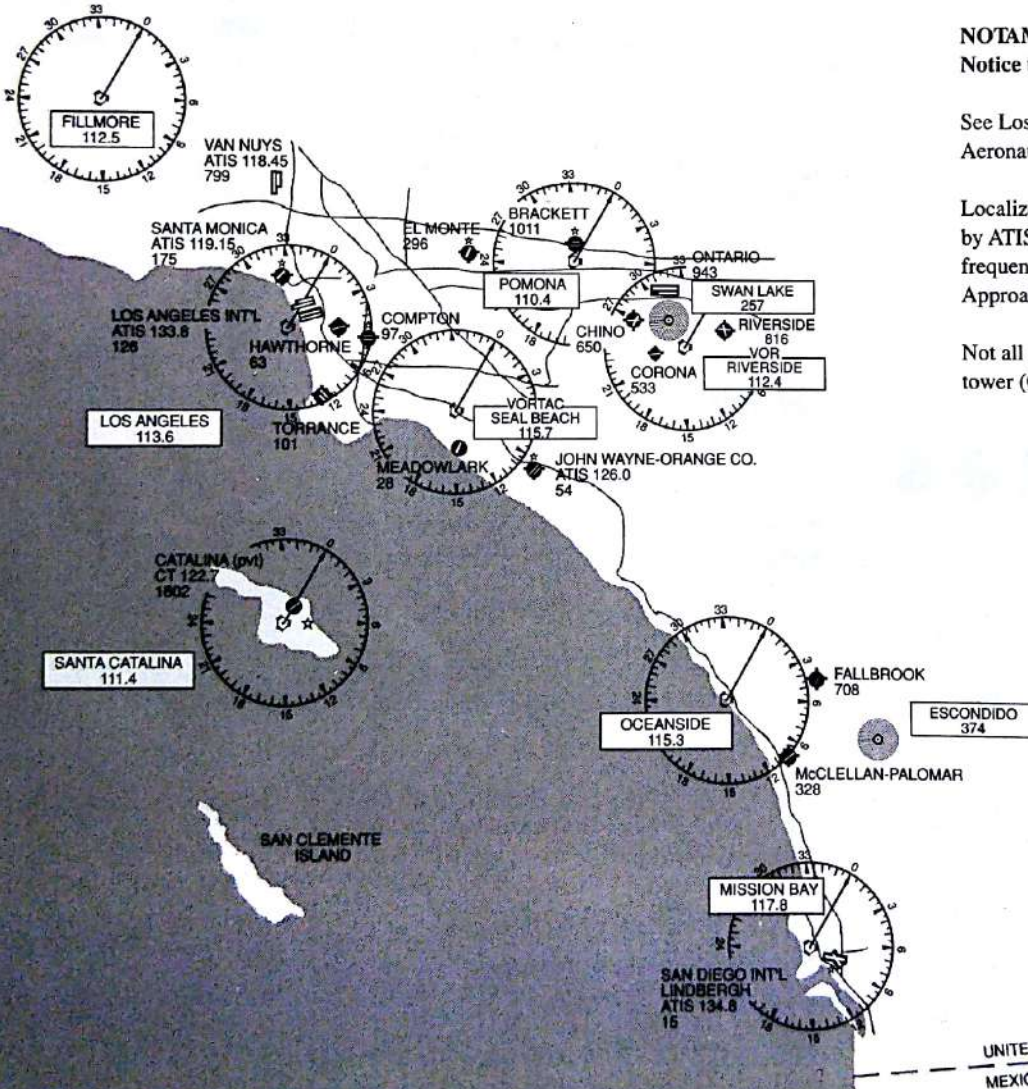 FILLMORE
112.5
VAN NUYS
ATIS 118.45
799
SANTA MONICA
ATIS 119.15
175
EL MONTE
296
BRACKETT
1011
POMONA
110.4
ONTARIO
943
SWAN LAKE
257
LOS ANGELES INT'L
ATIS 133.8
126
HAWTHORNE
63
COMPTON
97
CHINO
650
CORONA
533
RIVERSIDE
816
VOR
RIVERSIDE
112.4
LOS ANGELES
113.6
TORRANCE
101
VORTAC
SEAL BEACH
115.7
MEADOWLARK
28
JOHN WAYNE-ORANGE CO.
ATIS 126.0
54
CATALINA (pvt)
CT 122.7
1602
SANTA CATALINA
111.4
OCEANSIDE
115.3
FALLBROOK
708
ESCONDIDO
374
McCLELLAN-PALOMAR
328
SAN CLEMENTE
ISLAND
MISSION BAY
117.8
SAN DIEGO INT'L
LINDBERGH
ATIS 134.8
15
UNITE
MEXIC
NOTAM
Notice
See Los
Aeronau
Localiz
by ATIS
frequen
Approa
Not all
tower (